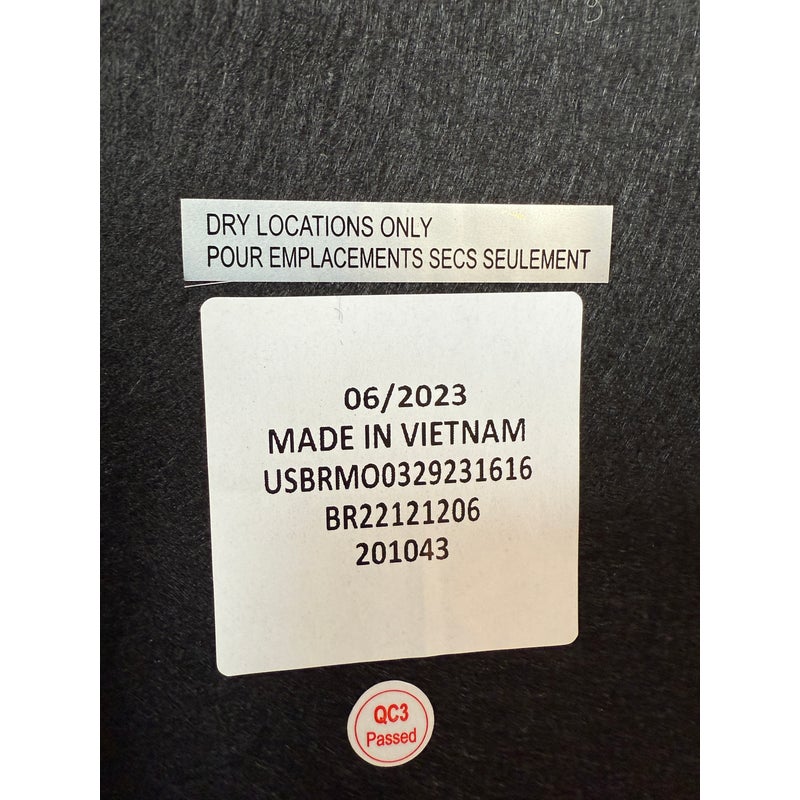 DRY LOCATIONS ONLY
POUR EMPLACEMENTS SECS SEULEMENT
06/2023
MADE IN VIETNAM
USBRMO0329231616
BR22121206
201043
QC3
Passed